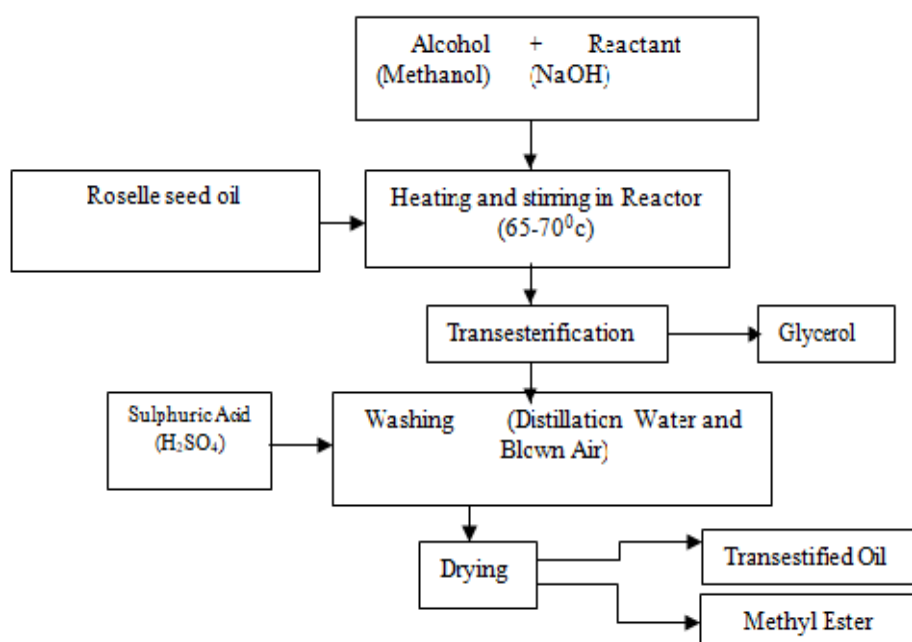 Alcohol + Reactant
(Methanol) (NaOH)
Roselle seed oil
Heating and stirring in Reactor
(65-70⁰c)
Transesterification
Glycerol
Sulphuric Acid
(H₂SO₄)
Washing (Distillation Water and
Blown Air)
Drying
Transestified Oil
Methyl Ester